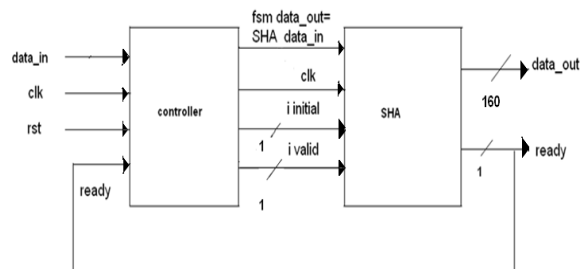 fsm data_out=
SHA data_in
data_in
clk
rst
ready
controller
clk
i initial
1
i valid
1
SHA
data_out
160
ready
1